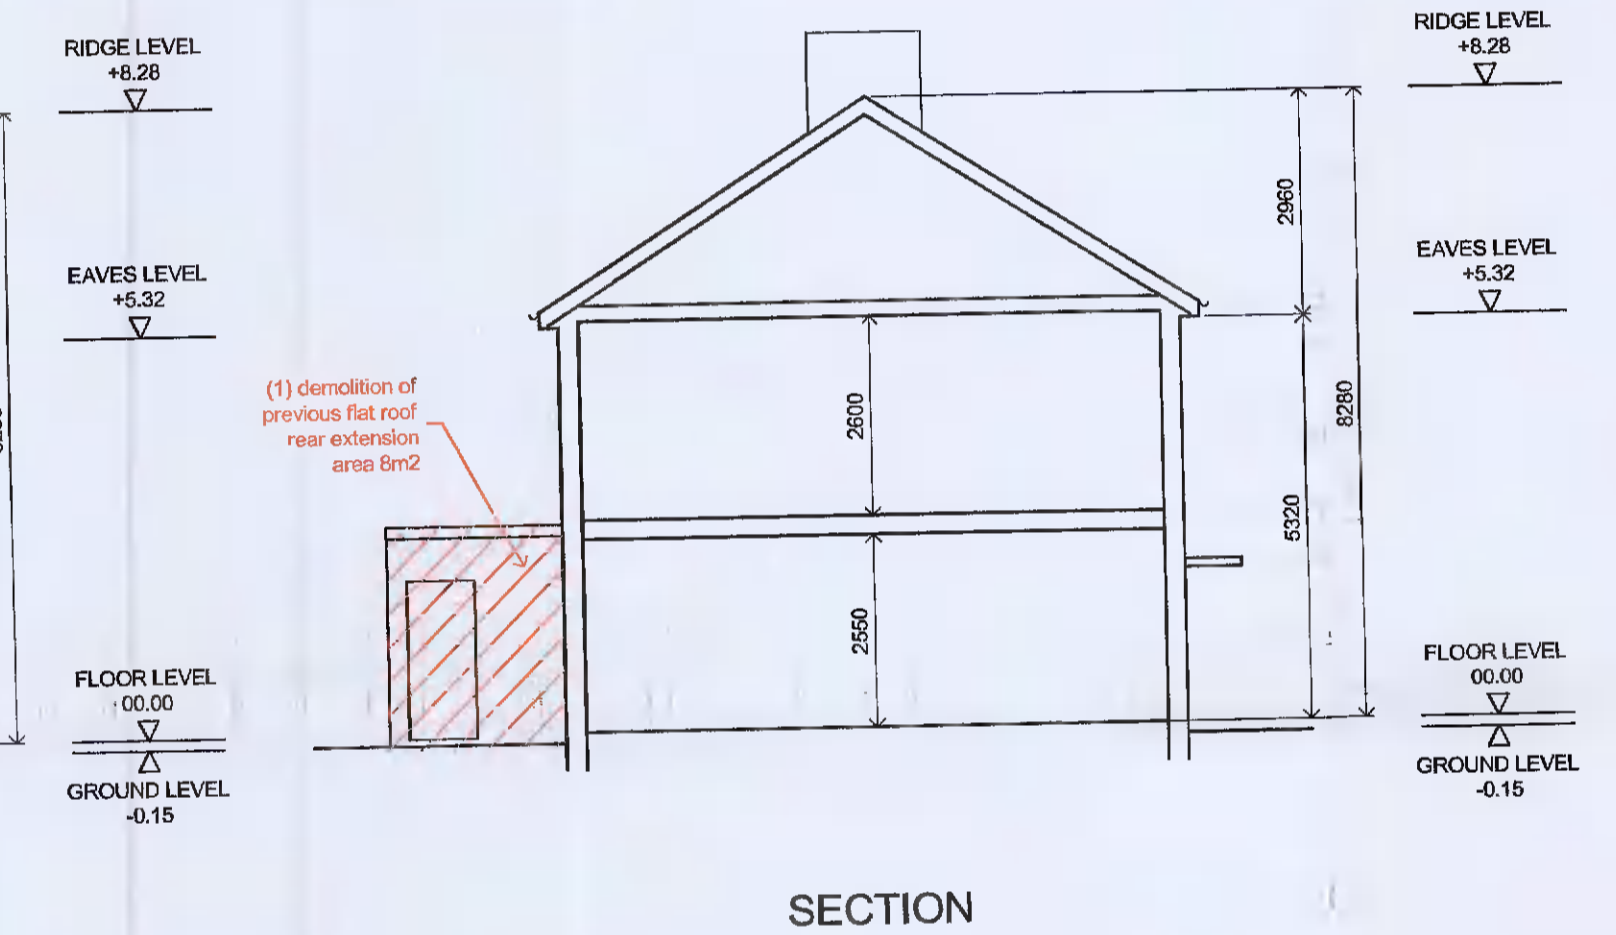 RIDGE LEVEL
+8.28
EAVES LEVEL
+5.32
(1) demolition of
previous flat roof
rear extension
area 8m2
FLOOR LEVEL
00.00
GROUND LEVEL
-0.15
2600
2550
2960
5320
8280
RIDGE LEVEL
+8.28
EAVES LEVEL
+5.32
FLOOR LEVEL
00.00
GROUND LEVEL
-0.15
SECTION